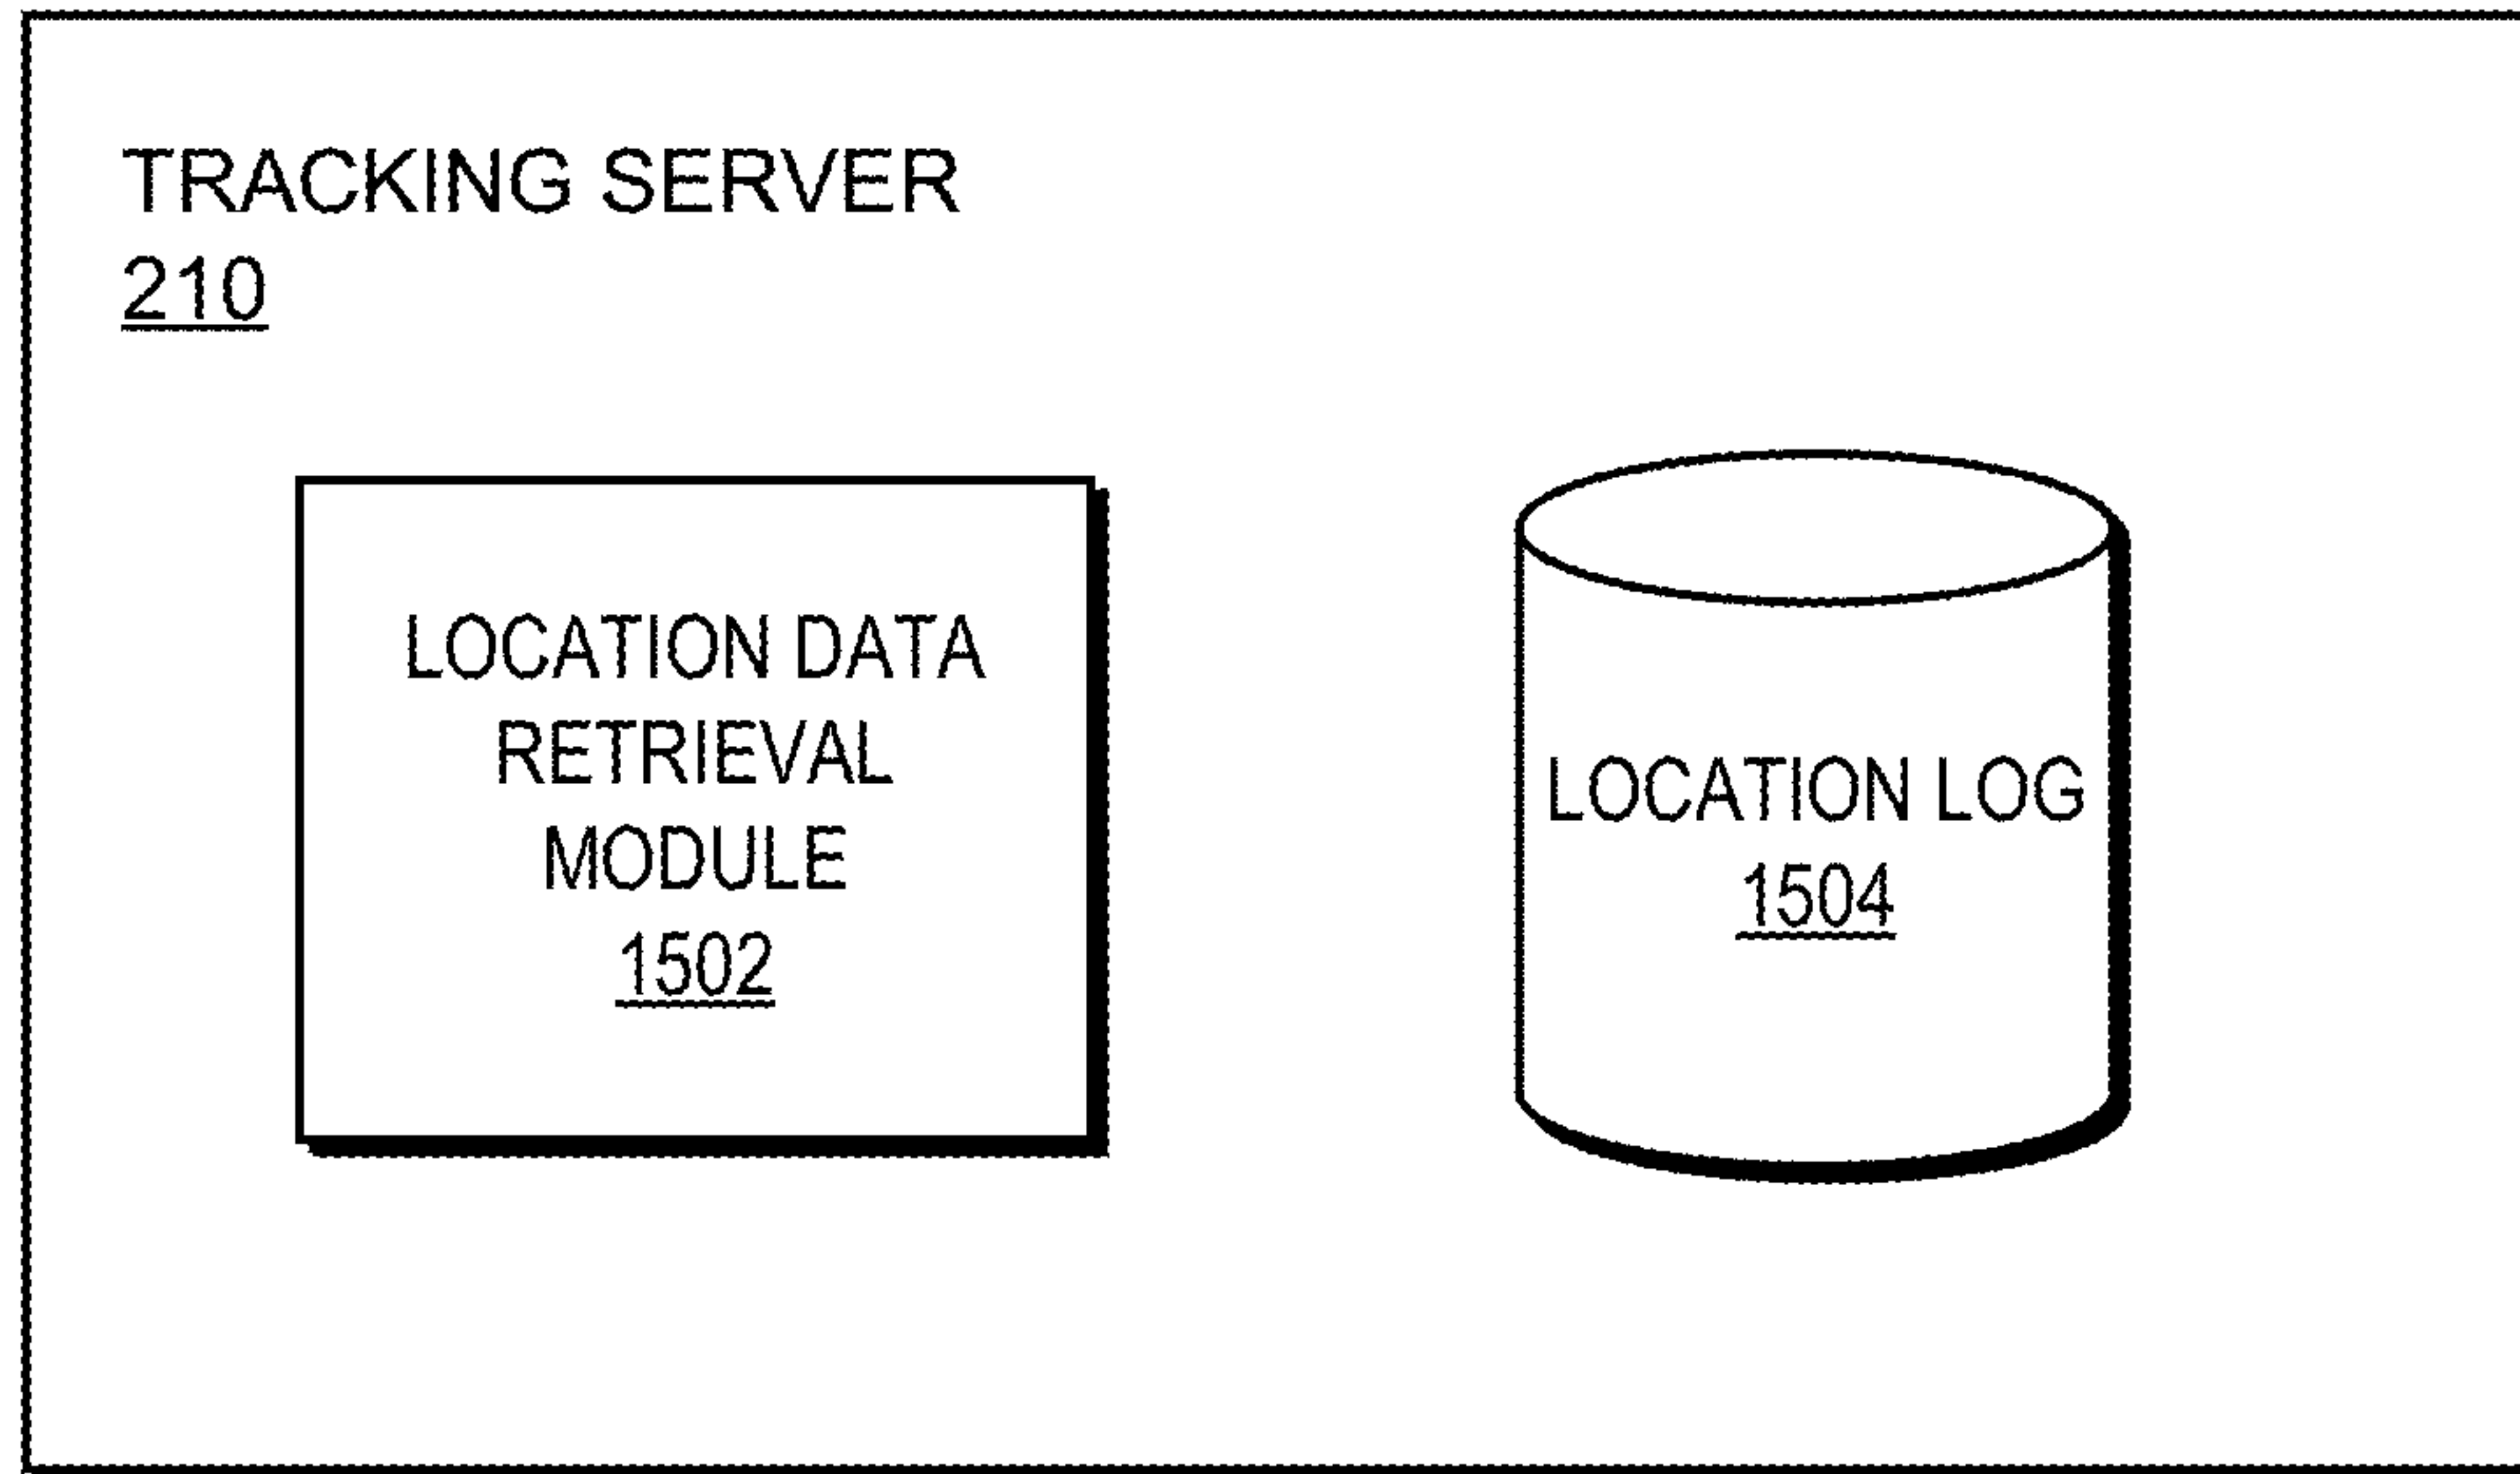 TRACKING SERVER
210
LOCATION DATA
RETRIEVAL
MODULE
1502
LOCATION LOG
1504